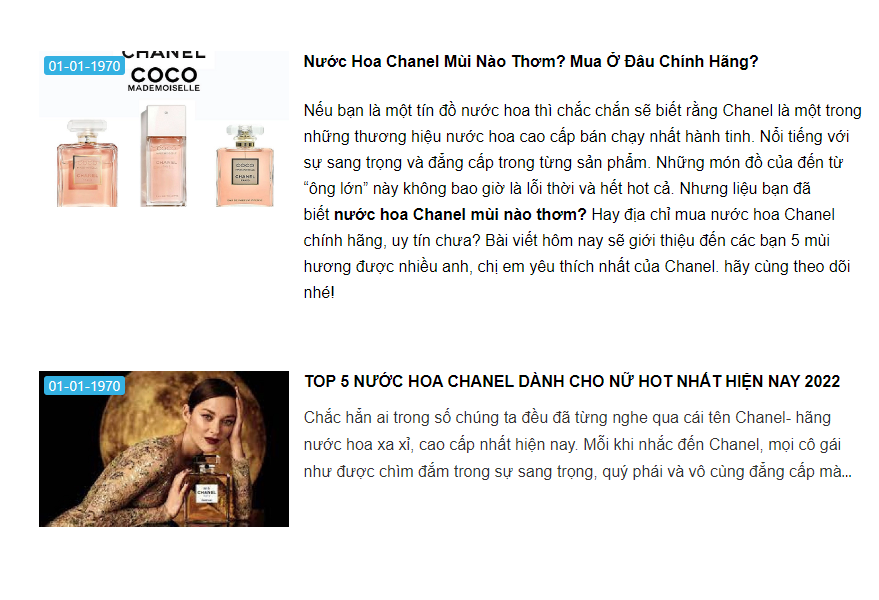 01-01-1970
CHANEL
COCO
MADEMOISELLE
COCO
CHANEL
Nước Hoa Chanel Mùi Nào Thơm? Mua Ở Đâu Chính Hãng?
Nếu bạn là một tín đồ nước hoa thì chắc chắn sẽ biết rằng Chanel là một trong
những thương hiệu nước hoa cao cấp bán chạy nhất hành tinh. Nổi tiếng với
sự sang trọng và đẳng cấp trong từng sản phẩm. Những món đồ của đến từ
“ông lớn” này không bao giờ là lỗi thời và hết hot cả. Nhưng liệu bạn đã
biết nước hoa Chanel mùi nào thơm? Hay địa chỉ mua nước hoa Chanel
chính hãng, uy tín chưa? Bài viết hôm nay sẽ giới thiệu đến các bạn 5 mùi
hương được nhiều anh, chị em yêu thích nhất của Chanel. hãy cùng theo dõi
nhé!
01-01-1970
CHANEL
TOP 5 NƯỚC HOA CHANEL DÀNH CHO NỮ HOT NHẤT HIỆN NAY 2022
Chắc hẳn ai trong số chúng ta đều đã từng nghe qua cái tên Chanel- hãng
nước hoa xa xỉ, cao cấp nhất hiện nay. Mỗi khi nhắc đến Chanel, mọi cô gái
như được chìm đắm trong sự sang trọng, quý phái và vô cùng đẳng cấp mà...